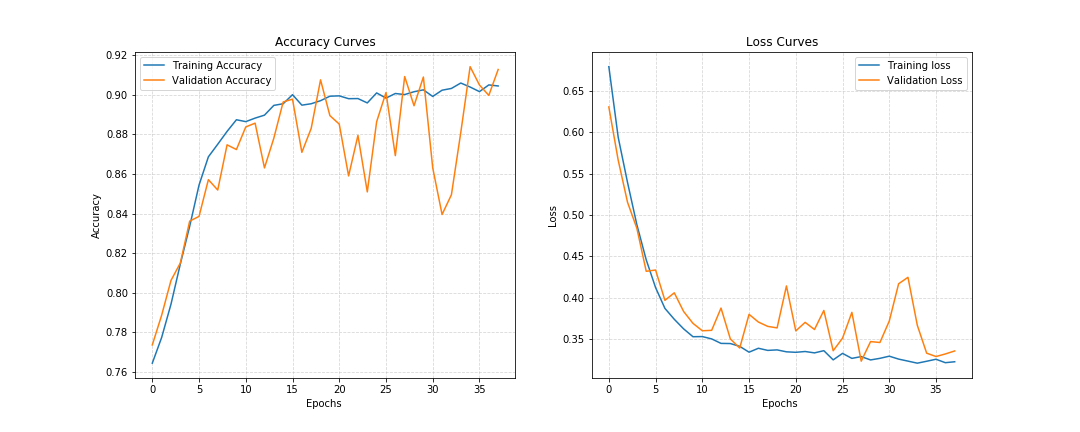 Accuracy Curves
Training Accuracy
Validation Accuracy
Accuracy
0.92
0.90
0.88
0.86
0.84
0.82
0.80
0.78
0.76
0 5 10 15 20 25 30 35
Epochs
Loss Curves
Training loss
Validation Loss
Loss
0.65
0.60
0.55
0.50
0.45
0.40
0.35
0 5 10 15 20 25 30 35
Epochs